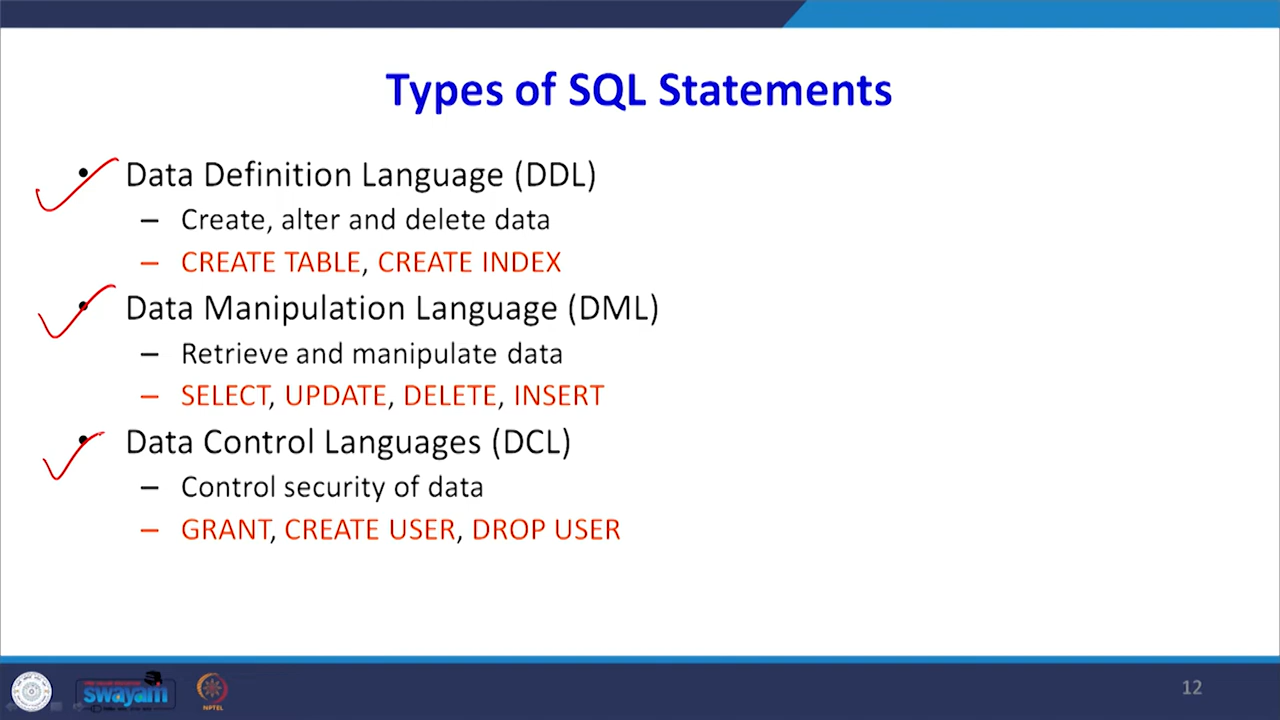 Types of SQL Statements
• Data Definition Language (DDL)
– Create, alter and delete data
– CREATE TABLE, CREATE INDEX
• Data Manipulation Language (DML)
– Retrieve and manipulate data
– SELECT, UPDATE, DELETE, INSERT
• Data Control Languages (DCL)
– Control security of data
– GRANT, CREATE USER, DROP USER
swayam
NPTEL
12